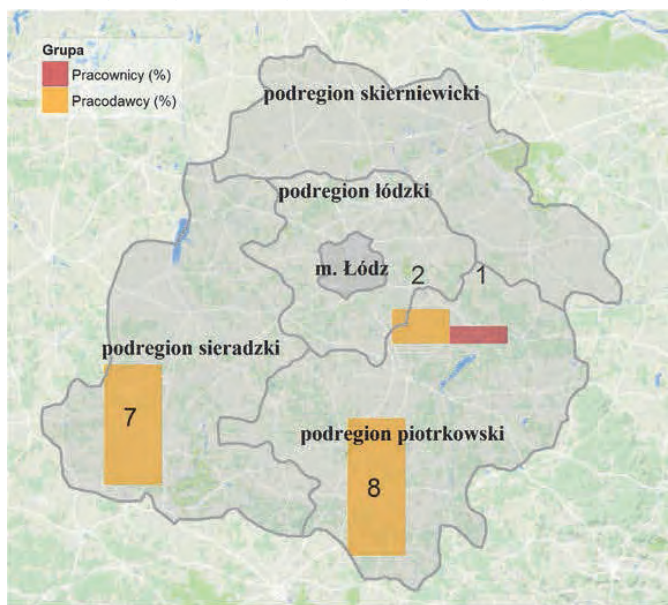 Grupa
Pracownicy (%)
Pracodawcy (%)
podregion skierniewicki
podregion łódzki
m. Łódz
2 1
podregion sieradzki
7
podregion piotrkowski
8